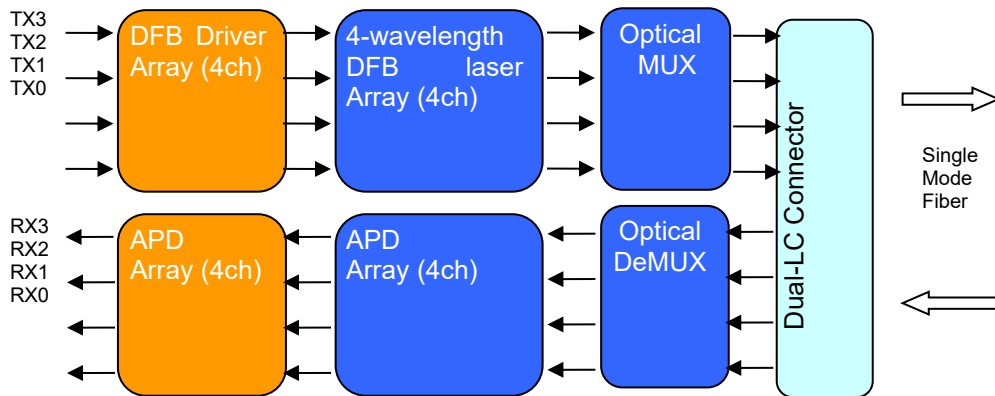 TX3
TX2
TX1
TX0
DFB Driver
Array (4ch)
4-wavelength
DFB laser
Array (4ch)
Optical
MUX
Dual-LC Connector
Single
Mode
Fiber
RX3
RX2
RX1
RX0
APD
Array (4ch)
APD
Array (4ch)
Optical
DeMUX